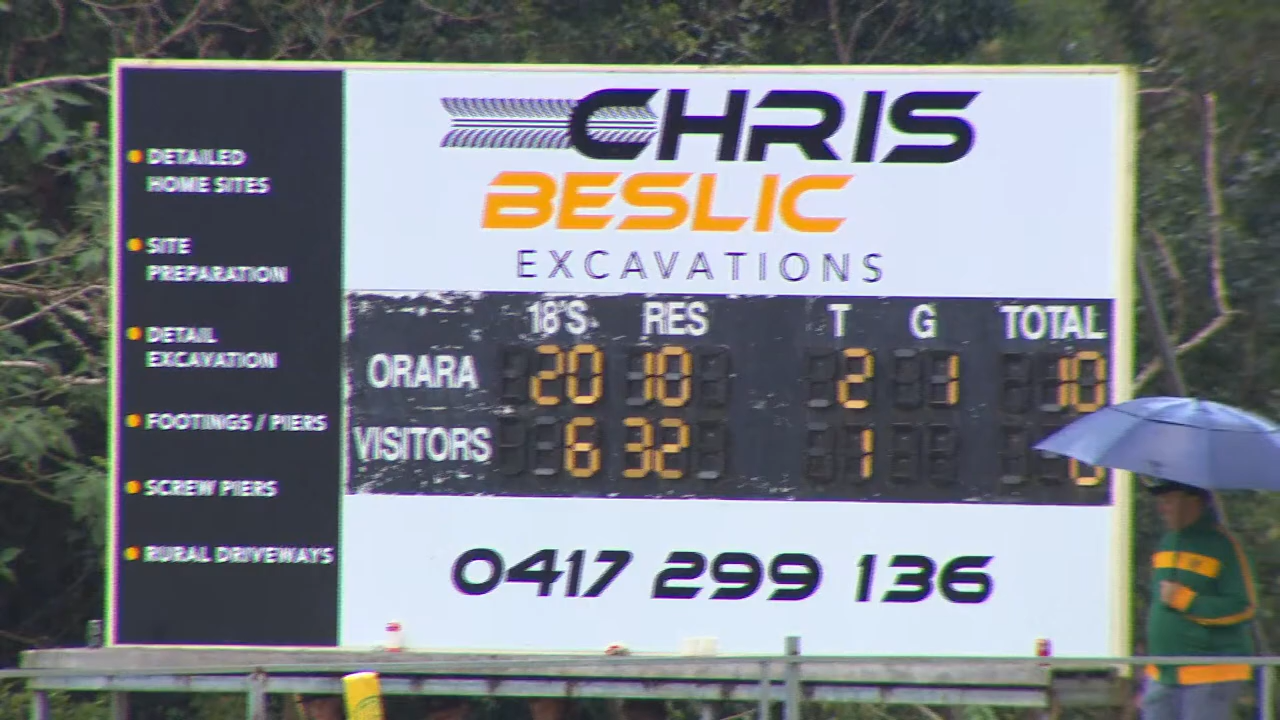 DETAILED
HOME SITES
SITE
PREPARATION
DETAIL
EXCAVATION
FOOTINGS / PIERS
SCREW PIERS
RURAL DRIVEWAYS
CHRIS
BESLIC
EXCAVATIONS
18'S RES T G TOTAL
ORARA 20 10 2 1 10
VISITORS 6 32 1
0417 299 136